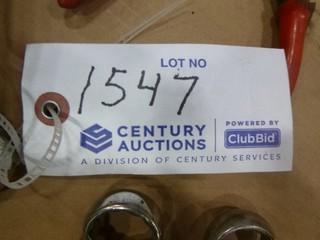 LOT NO
1547
CENTURY AUCTIONS
POWERED BY
ClubBid
A DIVISION OF CENTURY SERVICES